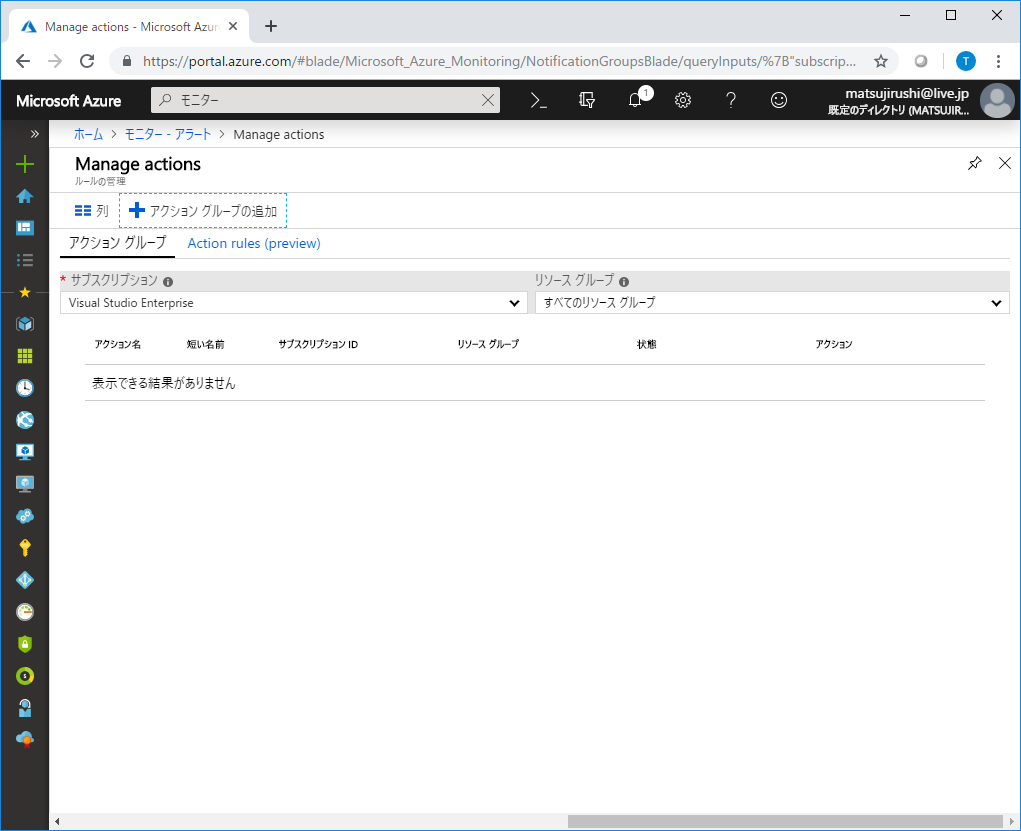 Manage actions - Microsoft Azur
https://portal.azure.com/#blade/Microsoft_Azure_Monitoring/NotificationGroupsBlade/queryInputs/%7B"subscrip...
T
Microsoft Azure
モニター
1
matsujirushi@live.jp
既定のディレクトリ (MATSUJIR...
ホーム > モニター - アラート > Manage actions
Manage actions
ルールの管理
列
アクション グループの追加
アクション グループ
Action rules (preview)
* サブスクリプション
リソース グループ
Visual Studio Enterprise
すべてのリソース グループ
アクション名 短い名前 サブスクリプション ID リソース グループ 状態 アクション
表示できる結果がありません